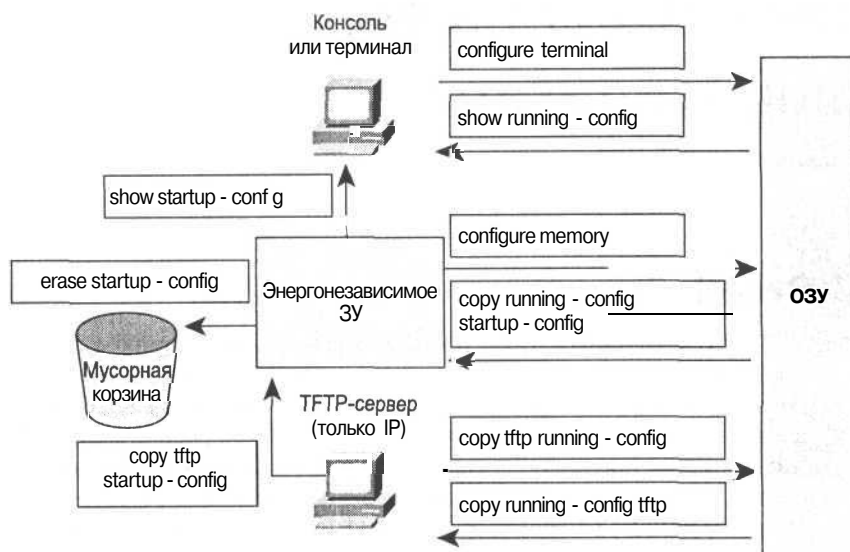 Консоль
или терминал
configure terminal
show running - config
show startup - conf g
configure memory
erase startup - config
Энергонезависимое
ЗУ
copy running - config
startup - config
ОЗУ
Мусорная
корзина
TFTP-сервер
(только IP)
copy tftp
startup - config
copy tftp running - config
copy running - config tftp